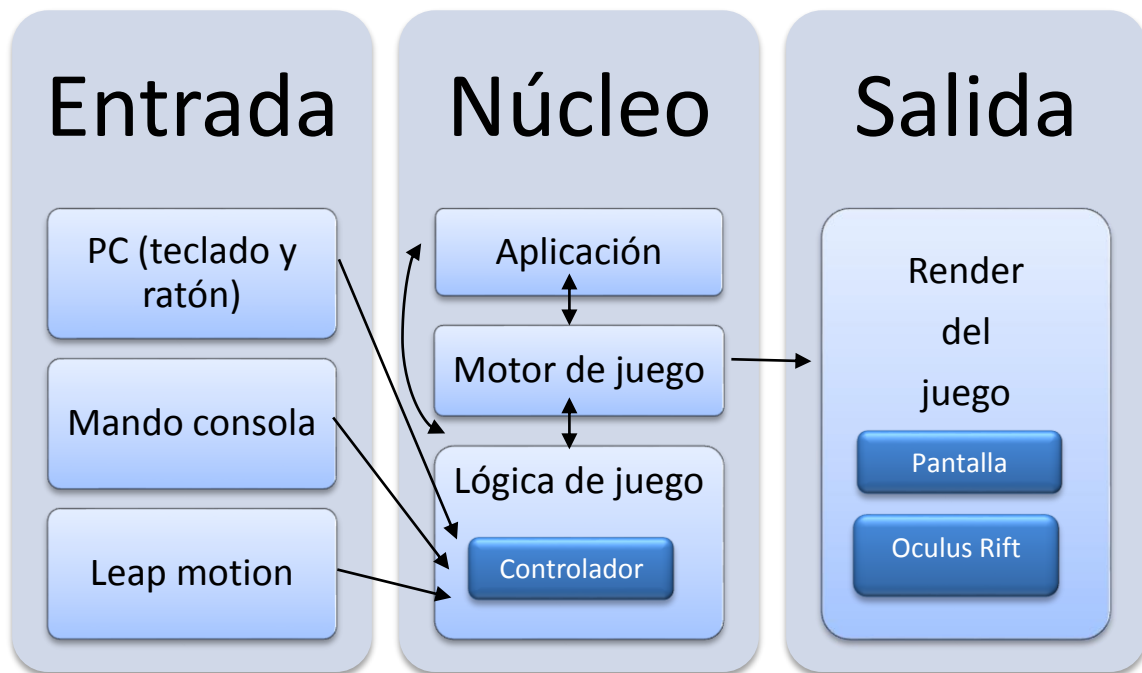 Entrada
PC (teclado y
ratón)
Mando consola
Leap motion
Núcleo
Aplicación
Motor de juego
Lógica de juego
Controlador
Salida
Render
del
juego
Pantalla
Oculus Rift